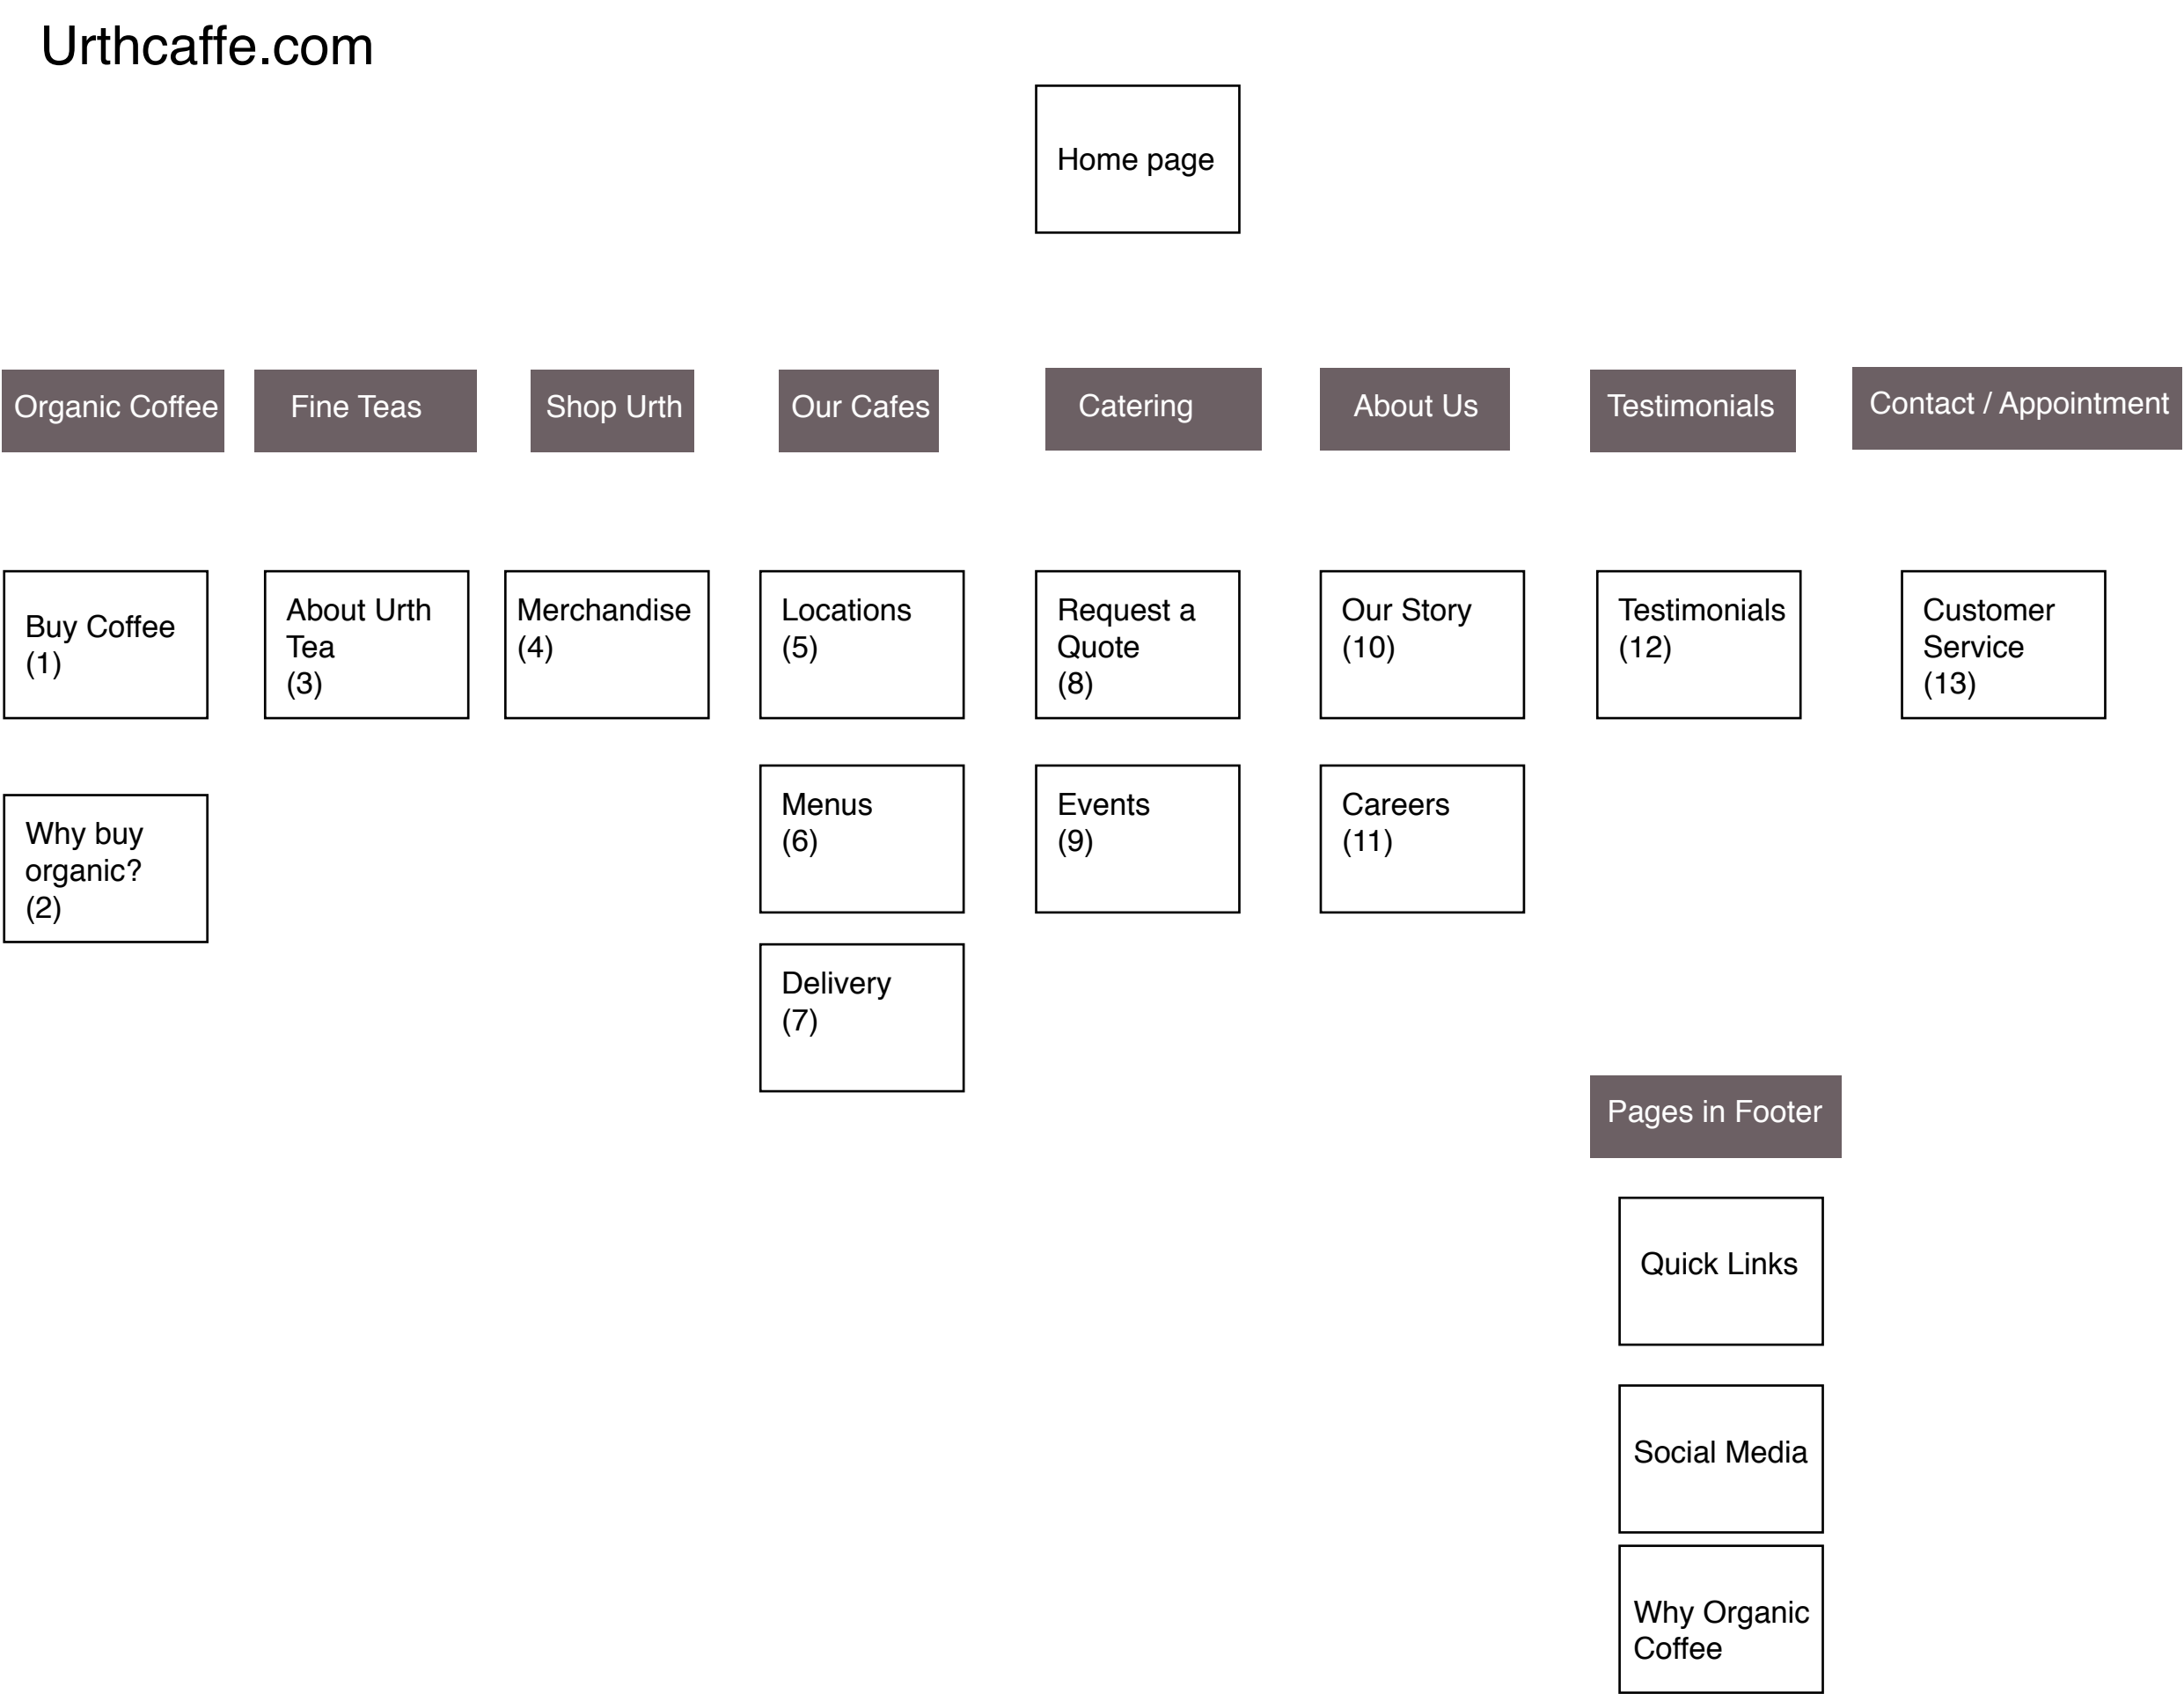 Urthcaffe.com
Home page
Organic Coffee
Fine Teas
Shop Urth
Our Cafes
Catering
About Us
Testimonials
Contact / Appointment
Buy Coffee
(1)
About Urth
Tea
(3)
Merchandise
(4)
Locations
(5)
Request a
Quote
(8)
Our Story
(10)
Testimonials
(12)
Customer
Service
(13)
Why buy
organic?
(2)
Menus
(6)
Events
(9)
Careers
(11)
Delivery
(7)
Pages in Footer
Quick Links
Social Media
Why Organic
Coffee